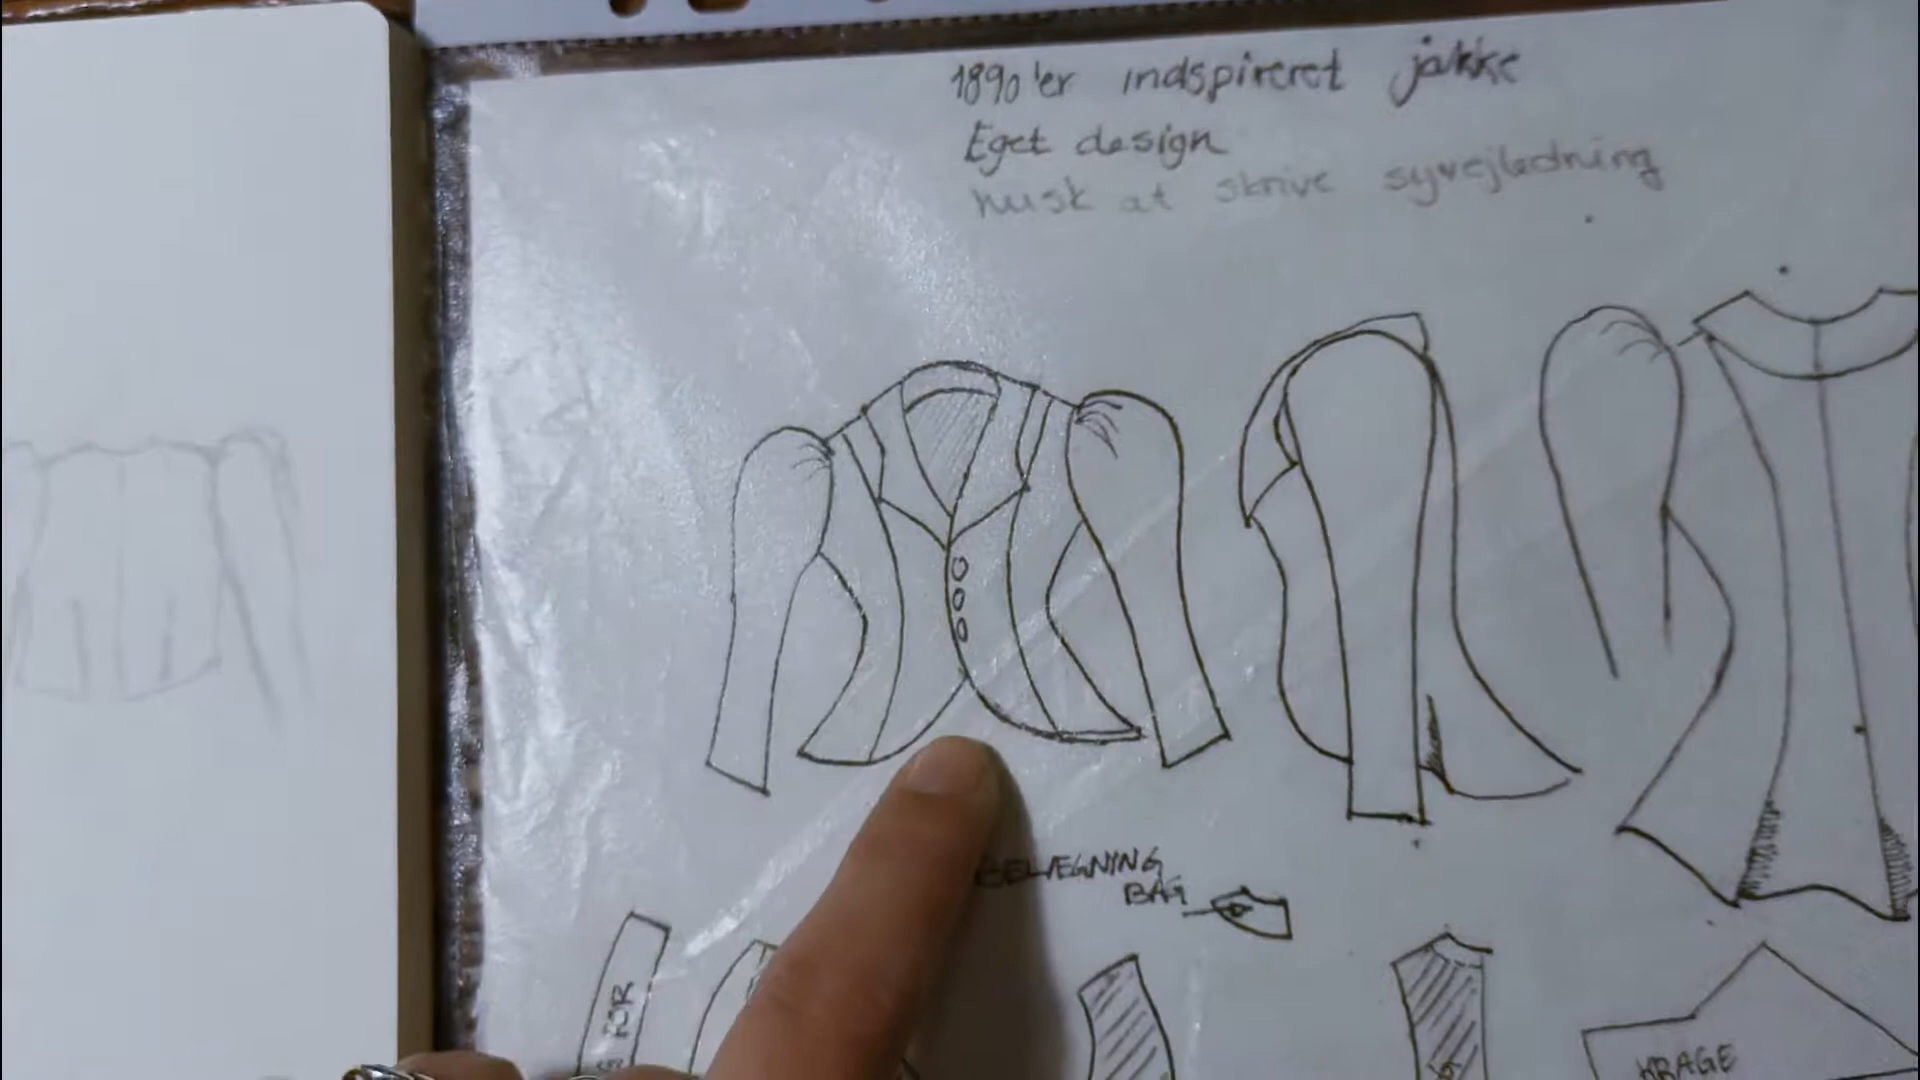 1890'er indspireret jakke
Eget design
husk at skrive syvejledning
BELÆGNING
BAG
FOR
KRAGE